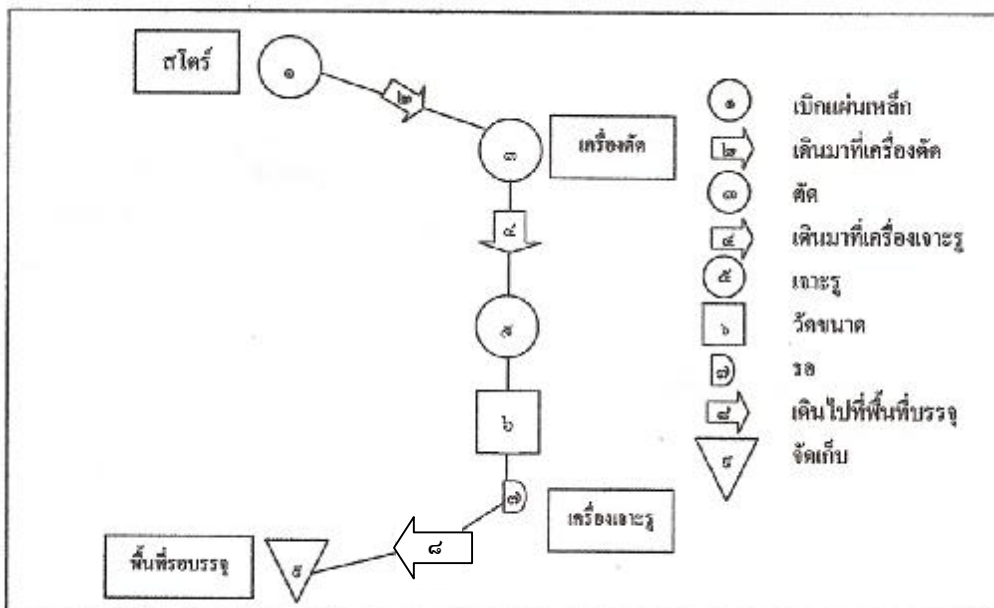 สโตร์
๑
๒
๓
เครื่องตัด
๔
๕
๖
๗
เครื่องเจาะรู
๘
๙
พื้นที่รอบรรจุ
๑ เบิกแผ่นเหล็ก
๒ เดินมาที่เครื่องตัด
๓ ตัด
๔ เดินมาที่เครื่องเจาะรู
๕ เจาะรู
๖ วัดขนาด
๗ รอ
๘ เดินไปที่พื้นที่บรรจุ
๙ จัดเก็บ